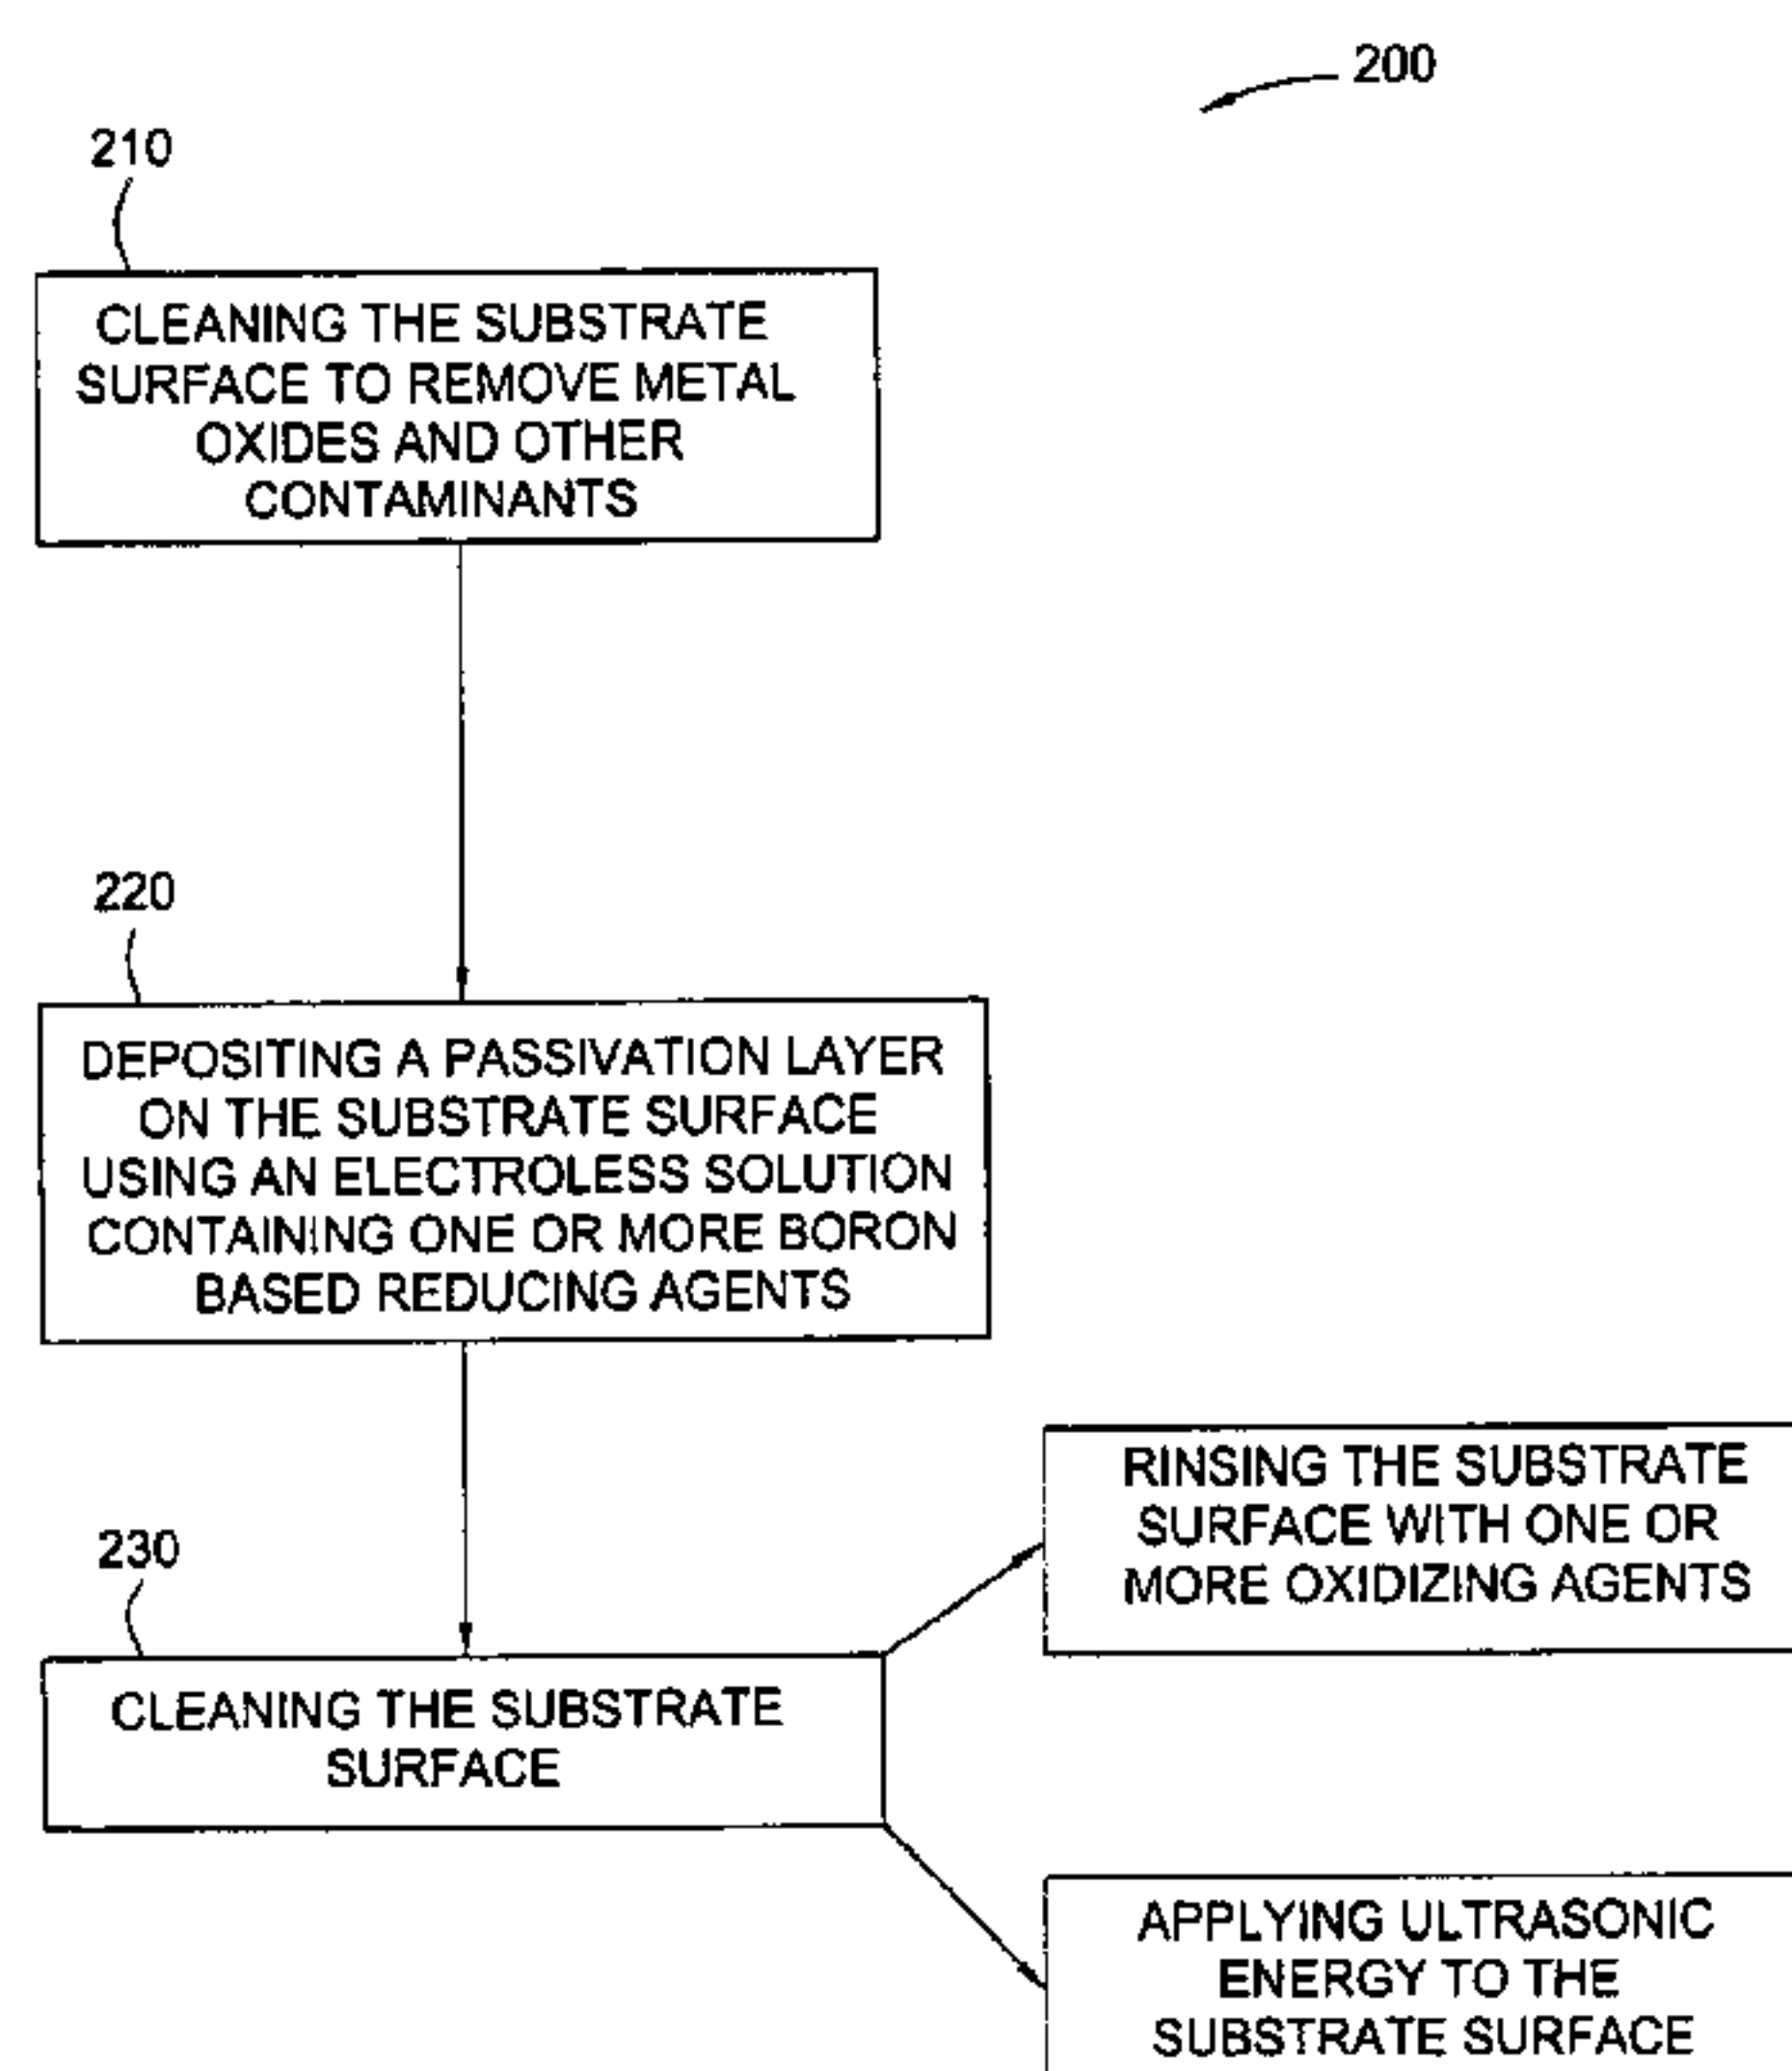 200
210
CLEANING THE SUBSTRATE
SURFACE TO REMOVE METAL
OXIDES AND OTHER
CONTAMINANTS
220
DEPOSITING A PASSIVATION LAYER
ON THE SUBSTRATE SURFACE
USING AN ELECTROLESS SOLUTION
CONTAINING ONE OR MORE BORON
BASED REDUCING AGENTS
230
CLEANING THE SUBSTRATE
SURFACE
RINSING THE SUBSTRATE
SURFACE WITH ONE OR
MORE OXIDIZING AGENTS
APPLYING ULTRASONIC
ENERGY TO THE
SUBSTRATE SURFACE